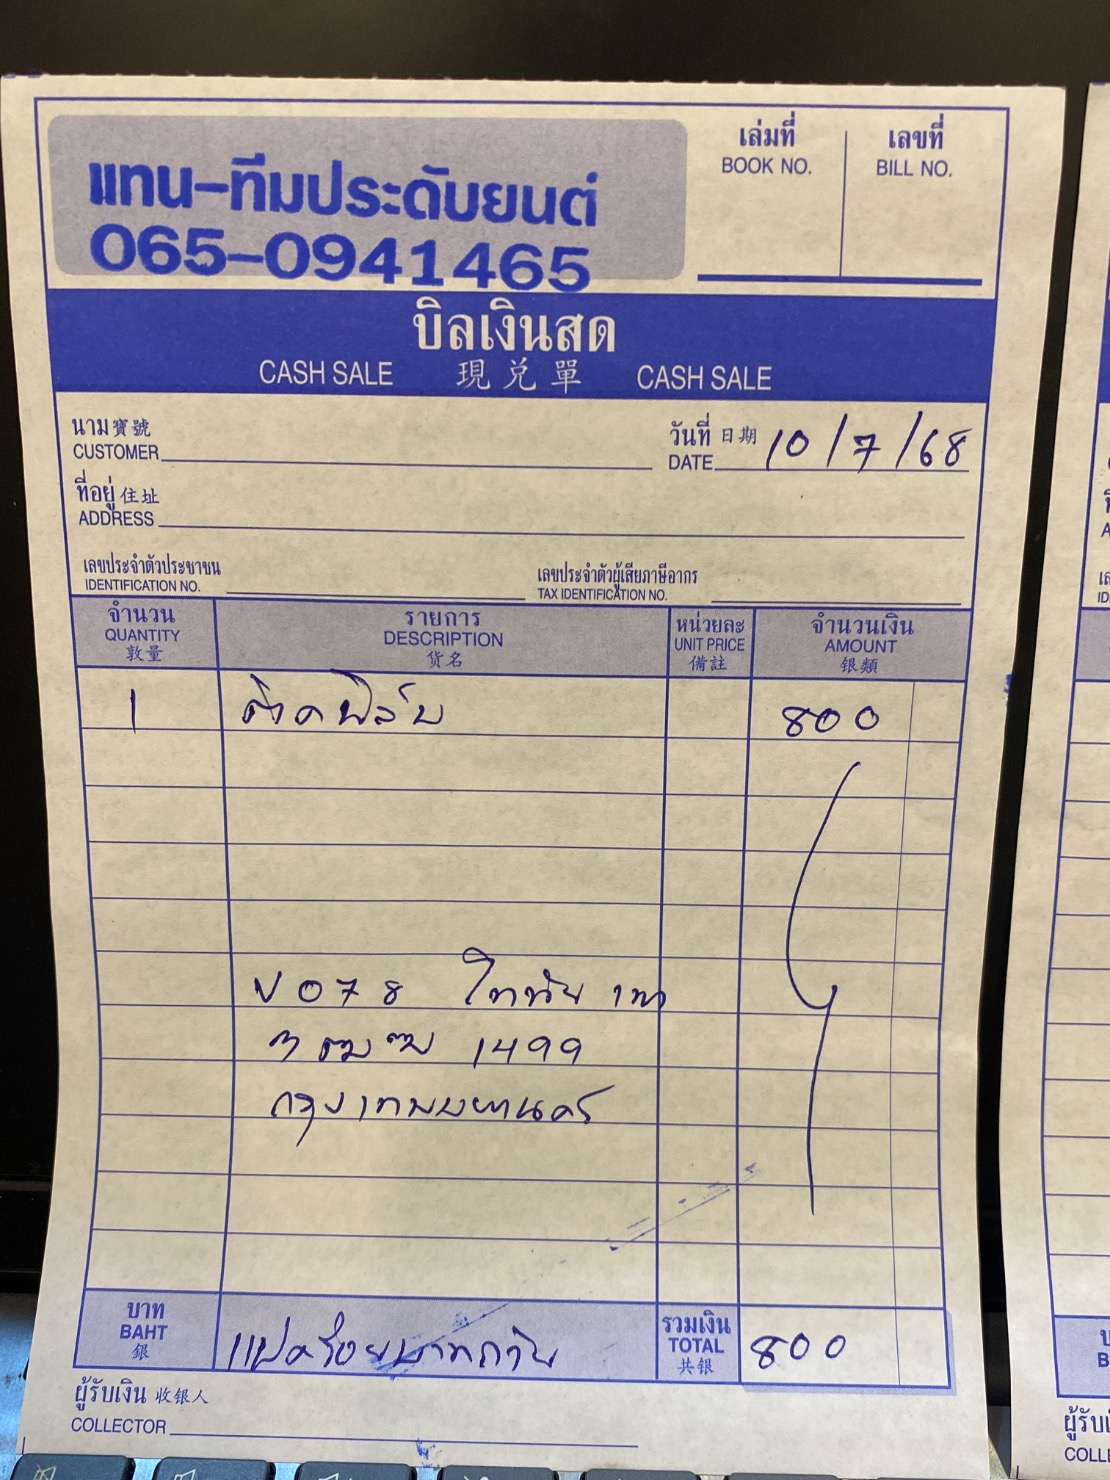 แทน-ทีมประดับยนต์
065-0941465
เล่มที่
BOOK NO.
เลขที่
BILL NO.
บิลเงินสด
CASH SALE 現兑單 CASH SALE
นาม 寳號
CUSTOMER
วันที่ 日期
DATE 10/7/68
ที่อยู่ 住址
ADDRESS
เลขประจำตัวประชาชน
IDENTIFICATION NO.
เลขประจำตัวผู้เสียภาษีอากร
TAX IDENTIFICATION NO.
จำนวน
QUANTITY
敦量
รายการ
DESCRIPTION
货名
หน่วยละ
UNIT PRICE
備註
จำนวนเงิน
AMOUNT
银類
1 ค่าฟิล์ม 800
078
1499
กรุงเทพมหานคร
บาท
BAHT
銀
แปดร้อยบาทถ้วน
รวมเงิน
TOTAL
共银
800
ผู้รับเงิน 收银人
COLLECTOR